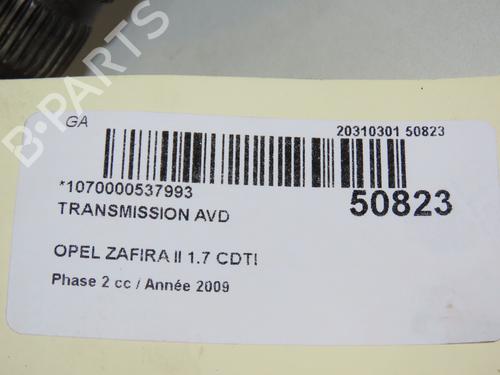 GA
20310301 50823
*1070000537993
50823
TRANSMISSION AVD
OPEL ZAFIRA II 1.7 CDTI
Phase 2 cc / Année 2009
B-PARTS